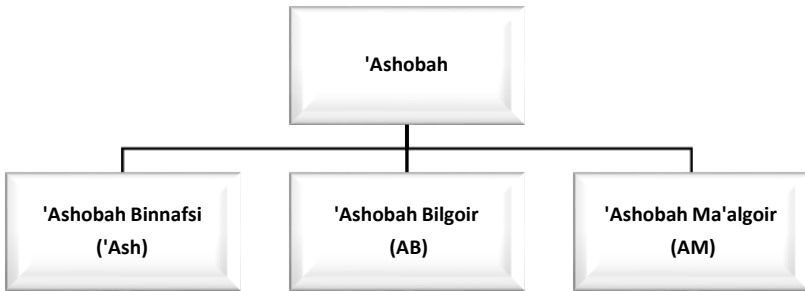 'Ashobah
'Ashobah Binnafsi
('Ash)
'Ashobah Bilgoir
(AB)
'Ashobah Ma'algoir
(AM)